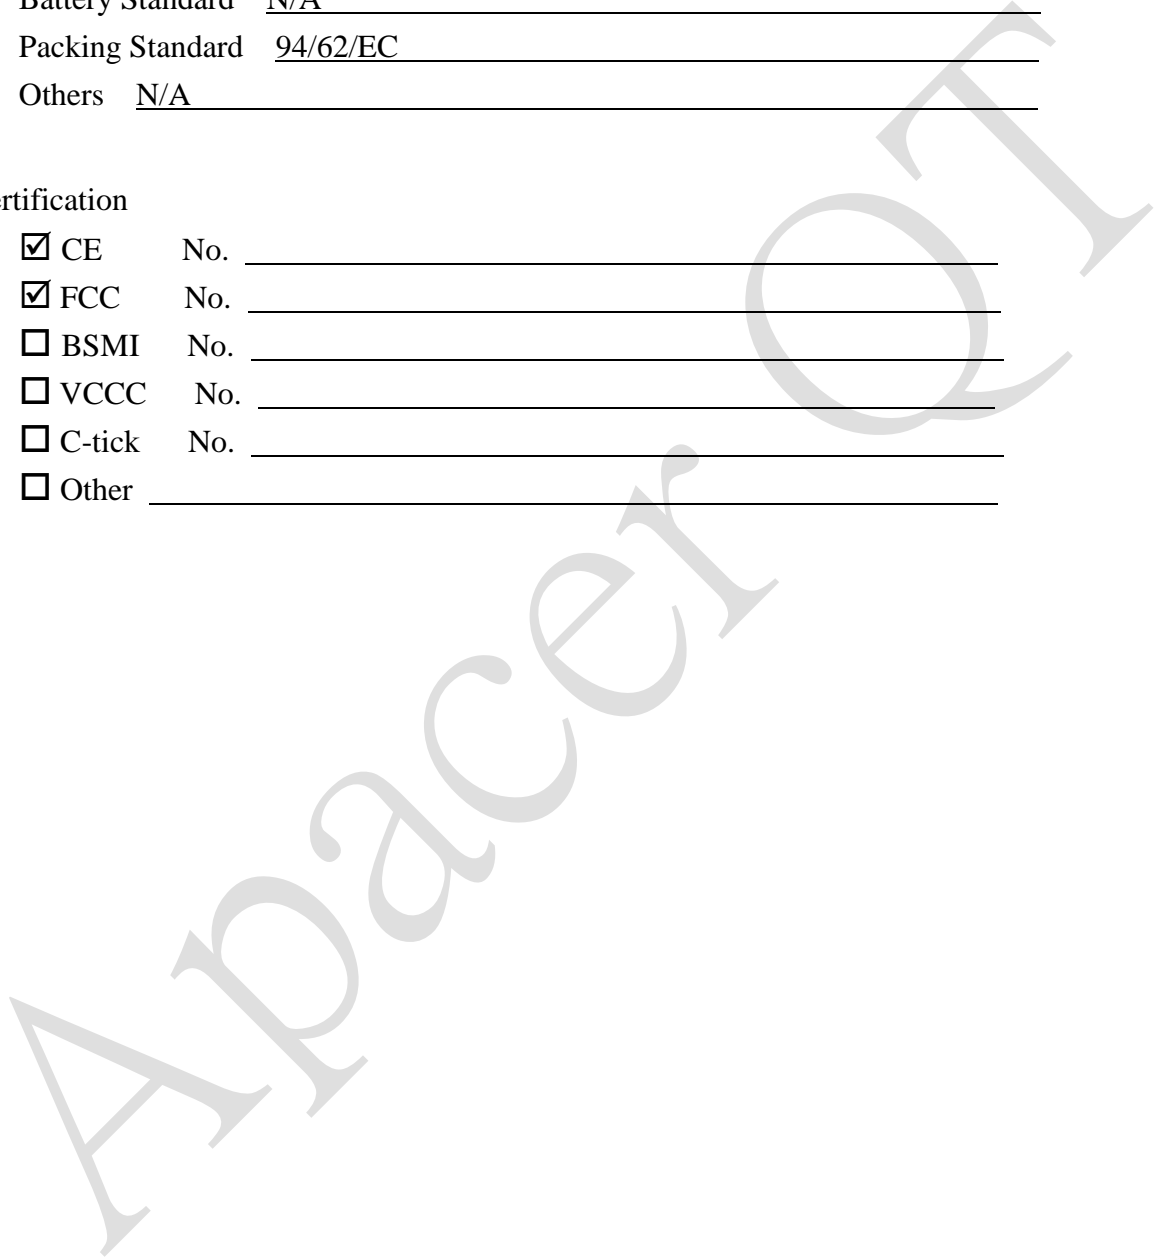 Battery Standard N/A
Packing Standard 94/62/EC
Others N/A
ertification
☑ CE No.
☑ FCC No.
☐ BSMI No.
☐ VCCC No.
☐ C-tick No.
☐ Other
Apacer QT